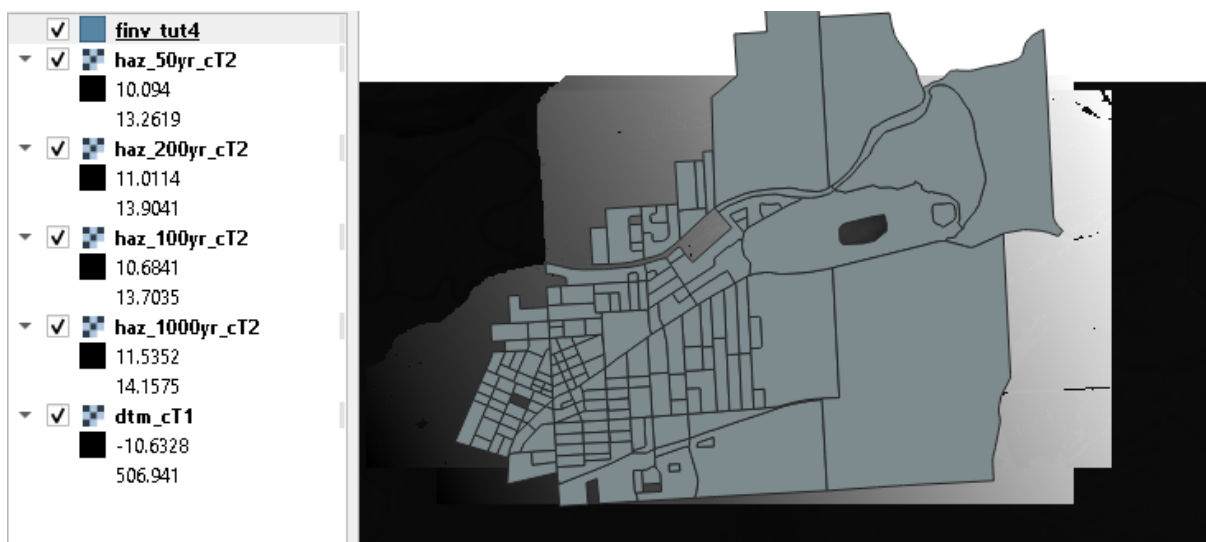 finv_tut4
haz_50yr_cT2
10.094
13.2619
haz_200yr_cT2
11.0114
13.9041
haz_100yr_cT2
10.6841
13.7035
haz_1000yr_cT2
11.5352
14.1575
dtm_cT1
-10.6328
506.941